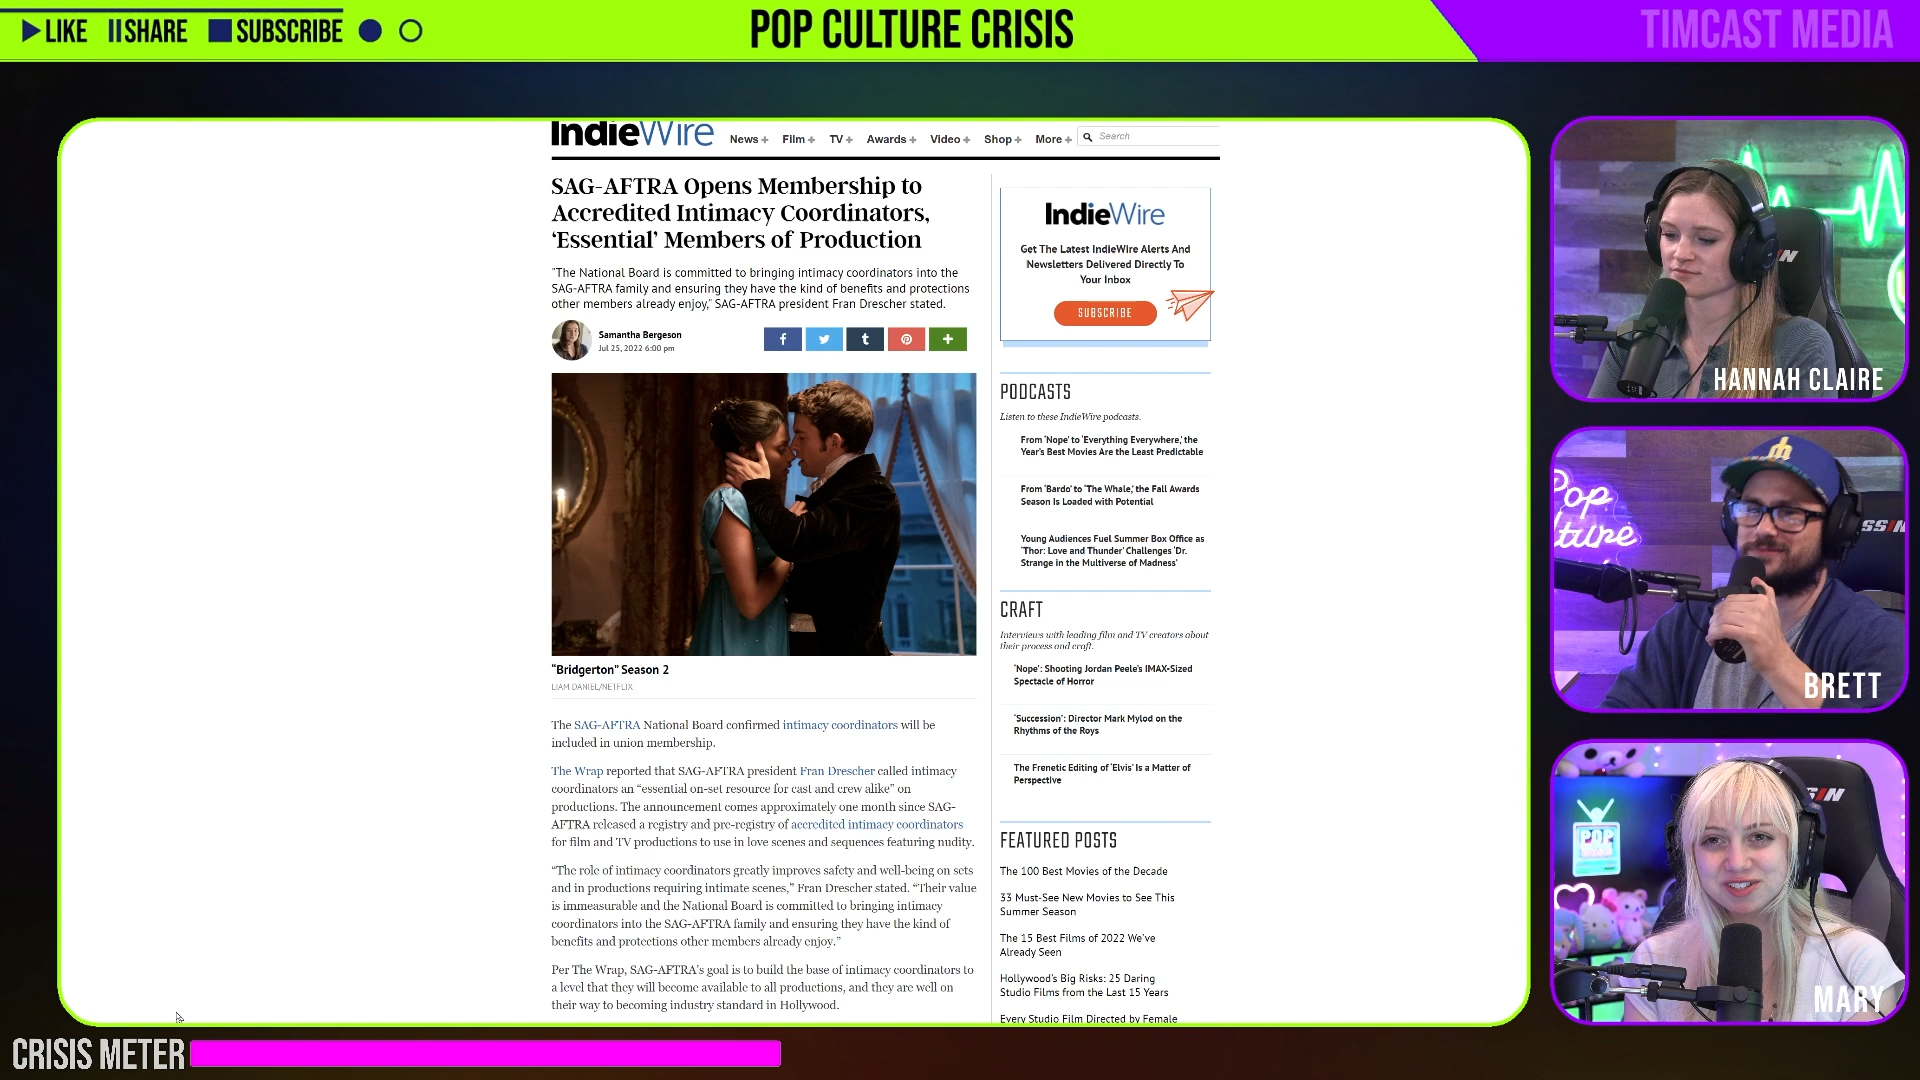 LIKE SHARE SUBSCRIBE
POP CULTURE CRISIS
TIMCAST MEDIA
IndieWire
News + Film + TV + Awards + Video + Shop + More + Search
SAG-AFTRA Opens Membership to
Accredited Intimacy Coordinators,
‘Essential’ Members of Production
"The National Board is committed to bringing intimacy coordinators into the
SAG-AFTRA family and ensuring they have the kind of benefits and protections
other members already enjoy," SAG-AFTRA president Fran Drescher stated.
Samantha Bergeson
Jul 25, 2022 6:00 pm
“Bridgerton” Season 2
LIAM DANIEL/NETFLIX
The SAG-AFTRA National Board confirmed intimacy coordinators will be
included in union membership.
The Wrap reported that SAG-AFTRA president Fran Drescher called intimacy
coordinators an “essential on-set resource for cast and crew alike” on
productions. The announcement comes approximately one month since SAG-
AFTRA released a registry and pre-registry of accredited intimacy coordinators
for film and TV productions to use in love scenes and sequences featuring nudity.
“The role of intimacy coordinators greatly improves safety and well-being on sets
and in productions requiring intimate scenes,” Fran Drescher stated. “Their value
is immeasurable and the National Board is committed to bringing intimacy
coordinators into the SAG-AFTRA family and ensuring they have the kind of
benefits and protections other members already enjoy.”
Per The Wrap, SAG-AFTRA’s goal is to build the base of intimacy coordinators to
a level that they will become available to all productions, and they are well on
their way to becoming industry standard in Hollywood.
IndieWire
Get The Latest IndieWire Alerts And
Newsletters Delivered Directly To
Your Inbox
SUBSCRIBE
PODCASTS
Listen to these IndieWire podcasts.
From ‘Nope’ to ‘Everything Everywhere,’ the
Year’s Best Movies Are the Least Predictable
From ‘Bardo’ to ‘The Whale,’ the Fall Awards
Season Is Loaded with Potential
Young Audiences Fuel Summer Box Office as
‘Thor: Love and Thunder’ Challenges ‘Dr.
Strange in the Multiverse of Madness’
CRAFT
Interviews with leading film and TV creators about
their process and craft.
‘Nope’: Shooting Jordan Peele’s IMAX-Sized
Spectacle of Horror
‘Succession’: Director Mark Mylod on the
Rhythms of the Roys
The Frenetic Editing of ‘Elvis’ Is a Matter of
Perspective
FEATURED POSTS
The 100 Best Movies of the Decade
33 Must-See New Movies to See This
Summer Season
The 15 Best Films of 2022 We’ve
Already Seen
Hollywood’s Big Risks: 25 Daring
Studio Films from the Last 15 Years
Every Studio Film Directed by Female
HANNAH CLAIRE
Pop
lture
SSIN
BRETT
POP
MARY
CRISIS METER